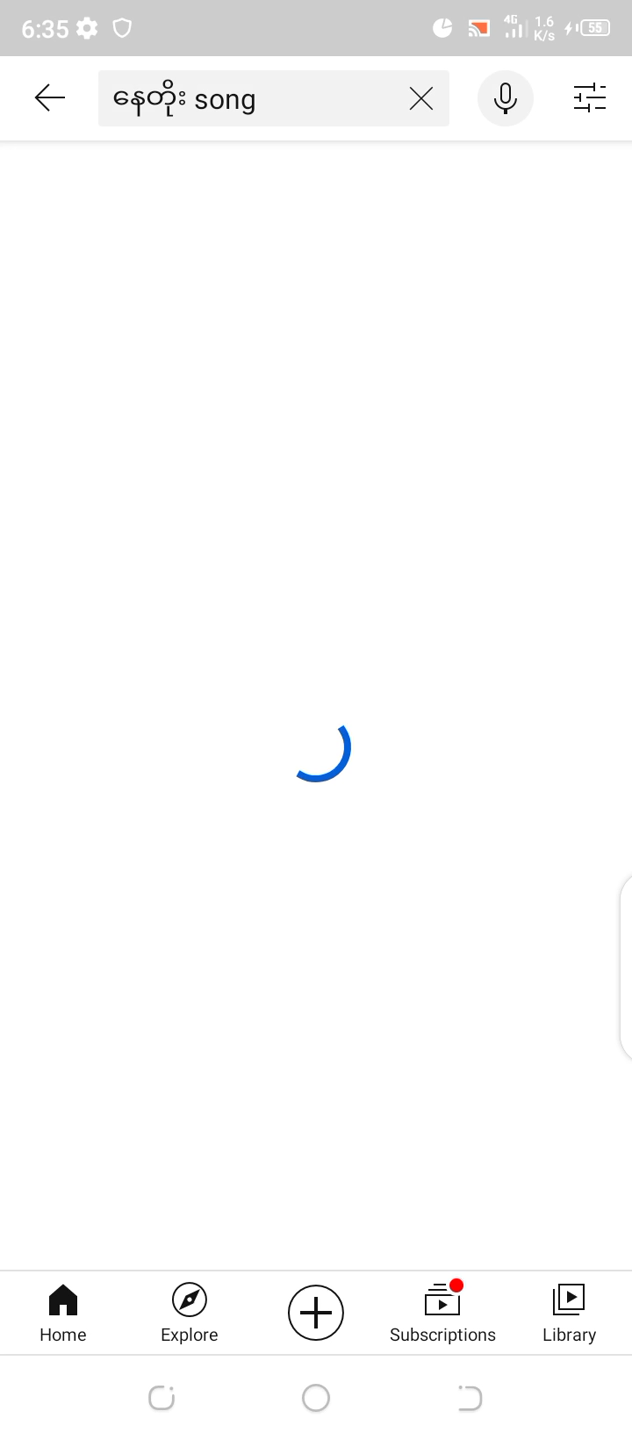 6:35
4G
1.6
K/s
55
နေတိုး song
Home
Explore
Subscriptions
Library